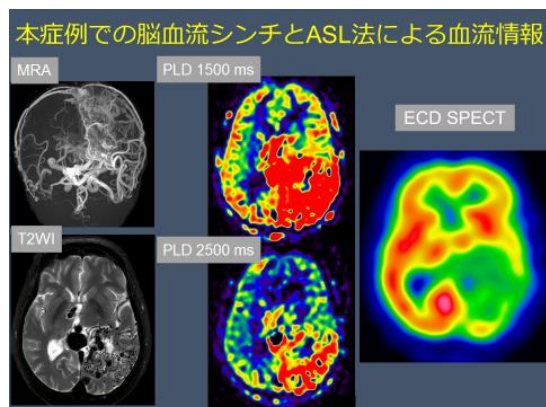 本症例での脳血流シンチとASL法による血流情報
MRA
PLD 1500 ms
ECD SPECT
T2WI
PLD 2500 ms